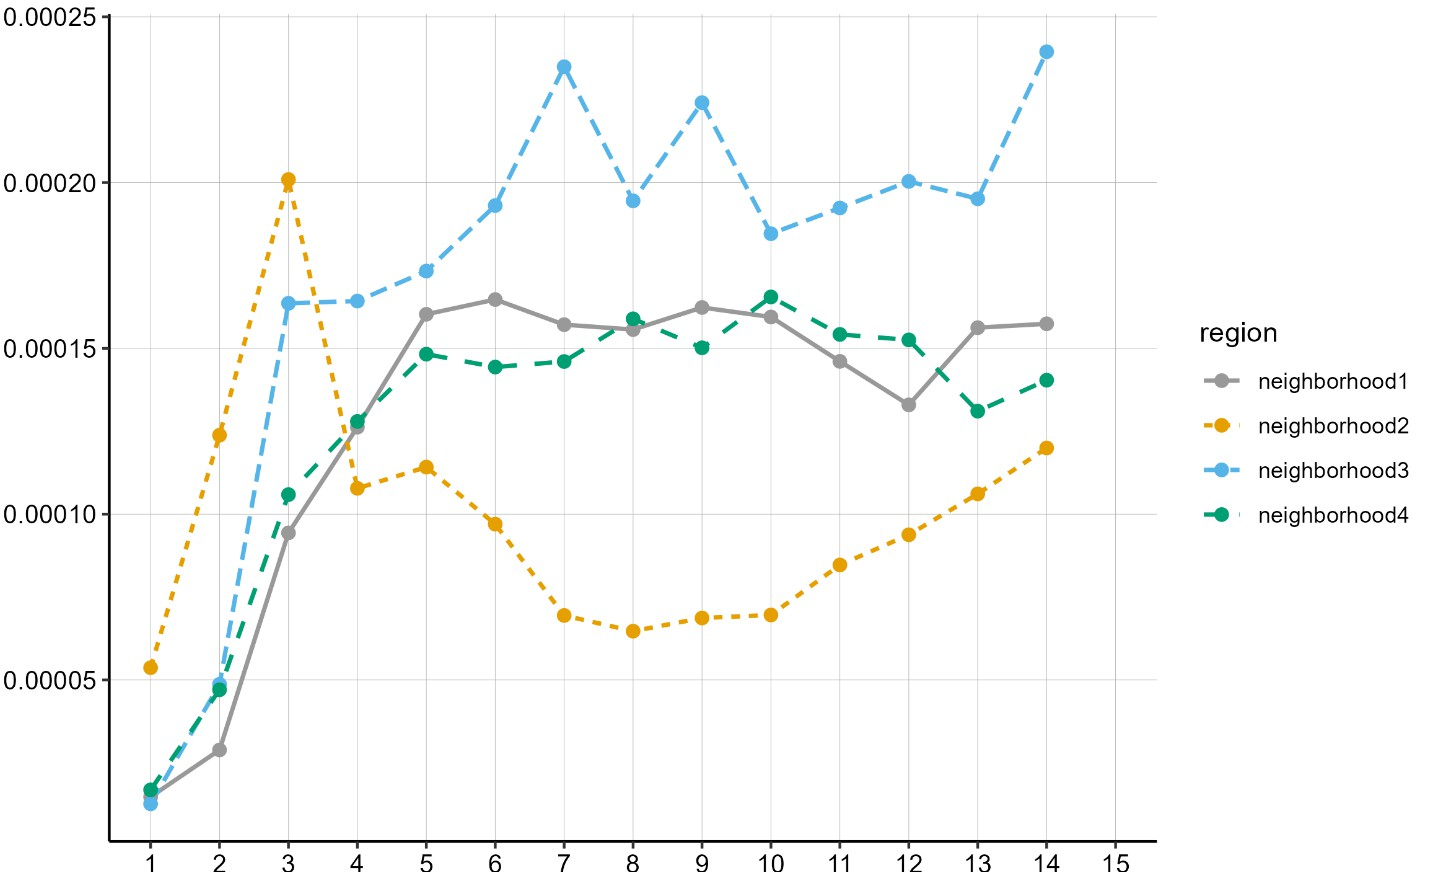 0.00025
0.00020
0.00015
0.00010
0.00005
1 2 3 4 5 6 7 8 9 10 11 12 13 14 15
region
neighborhood1
neighborhood2
neighborhood3
neighborhood4